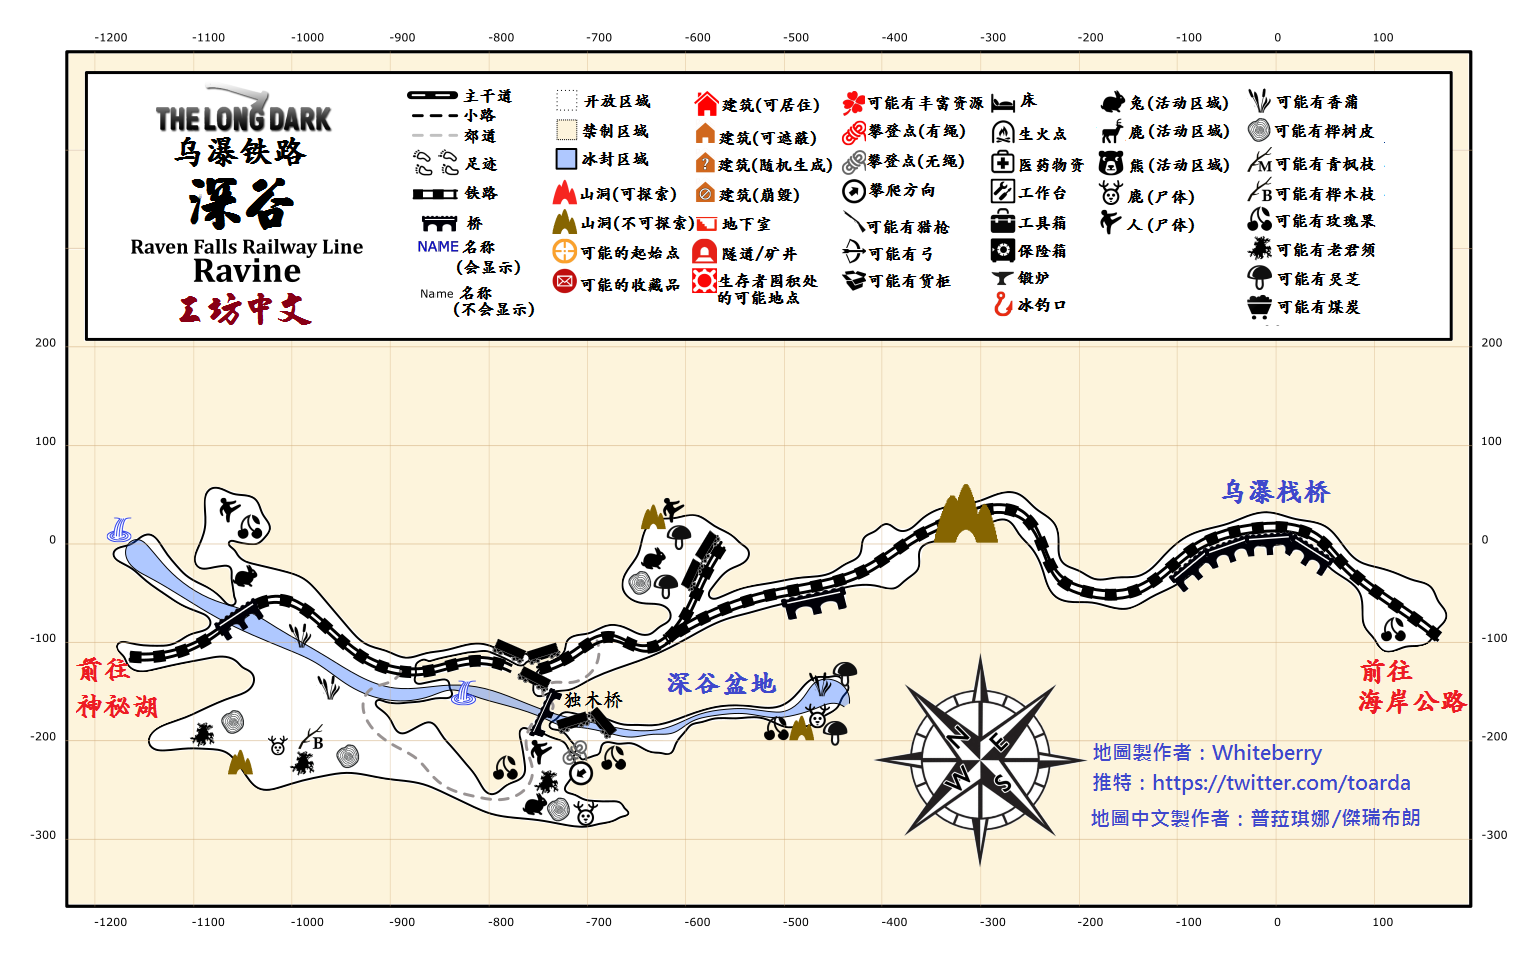 -1200 -1100 -1000 -900 -800 -700 -600 -500 -400 -300 -200 -100 0 100
THE LONG DARK
乌瀑铁路
深谷
Raven Falls Railway Line
Ravine
工坊中文
主干道
小路
郊道
足迹
铁路
桥
NAME 名称
(会显示)
Name 名称
(不会显示)
开放区域
禁制区域
冰封区域
山洞(可探索)
山洞(不可探索)
可能的起始点
可能的收藏品
建筑(可居住)
建筑(可遮蔽)
? 建筑(随机生成)
建筑(崩毁)
地下室
隧道/矿井
生存者囤积处
的可能地点
可能有丰富资源
攀登点(有绳)
攀登点(无绳)
攀爬方向
可能有猎枪
可能有弓
可能有货柜
床
生火点
医药物资
工作台
工具箱
保险箱
锻炉
冰钓口
兔(活动区域)
鹿(活动区域)
熊(活动区域)
鹿(尸体)
人(尸体)
可能有香蒲
可能有桦树皮
M 可能有青枫枝
B 可能有桦木枝
可能有玫瑰果
可能有老君须
可能有灵芝
可能有煤炭
200 200
100 100
0 0
-100 -100
-200 -200
-300 -300
乌瀑栈桥
前往
神秘湖
深谷盆地
独木桥
B
前往
海岸公路
N E
W S
地圖製作者：Whiteberry
推特：https://twitter.com/toarda
地圖中文製作者：普菈琪娜/傑瑞布朗
-1200 -1100 -1000 -900 -800 -700 -600 -500 -400 -300 -200 -100 0 100